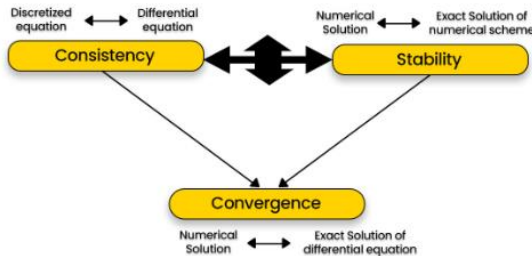 Discretized equation
Differential equation
Numerical Solution
Exact Solution of numerical scheme
Consistency
Stability
Convergence
Numerical Solution
Exact Solution of differential equation